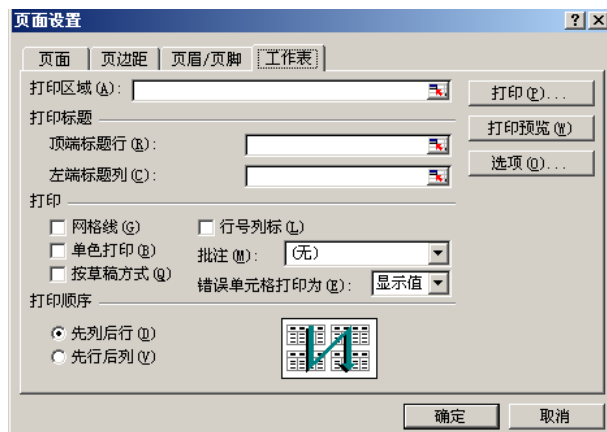 页面设置
页面 页边距 页眉/页脚 工作表
打印区域(A): 打印(P)...
打印标题 打印预览(W)
顶端标题行(R): 选项(O)...
左端标题列(C):
打印
网格线(G) 行号列标(L)
单色打印(B) 批注(M): (无)
按草稿方式(Q) 错误单元格打印为(E): 显示值
打印顺序
先列后行(D)
先行后列(V)
确定 取消